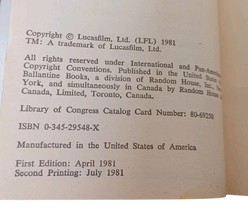 Copyright © Lucasfilm, Ltd. (LFL) 1981
TM: A trademark of Lucasfilm, Ltd.
All rights reserved under International and Pan-American
Copyright Conventions. Published in the United States
Ballantine Books, a division of Random House, Inc., New
York, and simultaneously in Canada by Random House
Canada, Limited, Toronto, Canada.
Library of Congress Catalog Card Number: 80-69250
ISBN 0-345-29548-X
Manufactured in the United States of America
First Edition: April 1981
Second Printing: July 1981